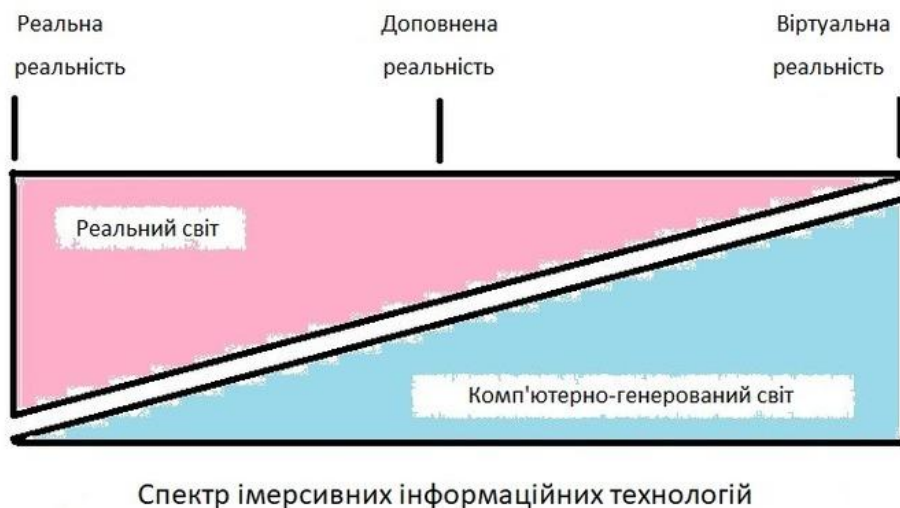 Реальна
реальність
Доповнена
реальність
Віртуальна
реальність
Реальний світ
Комп'ютерно-генерований світ
Спектр імерсивних інформаційних технологій